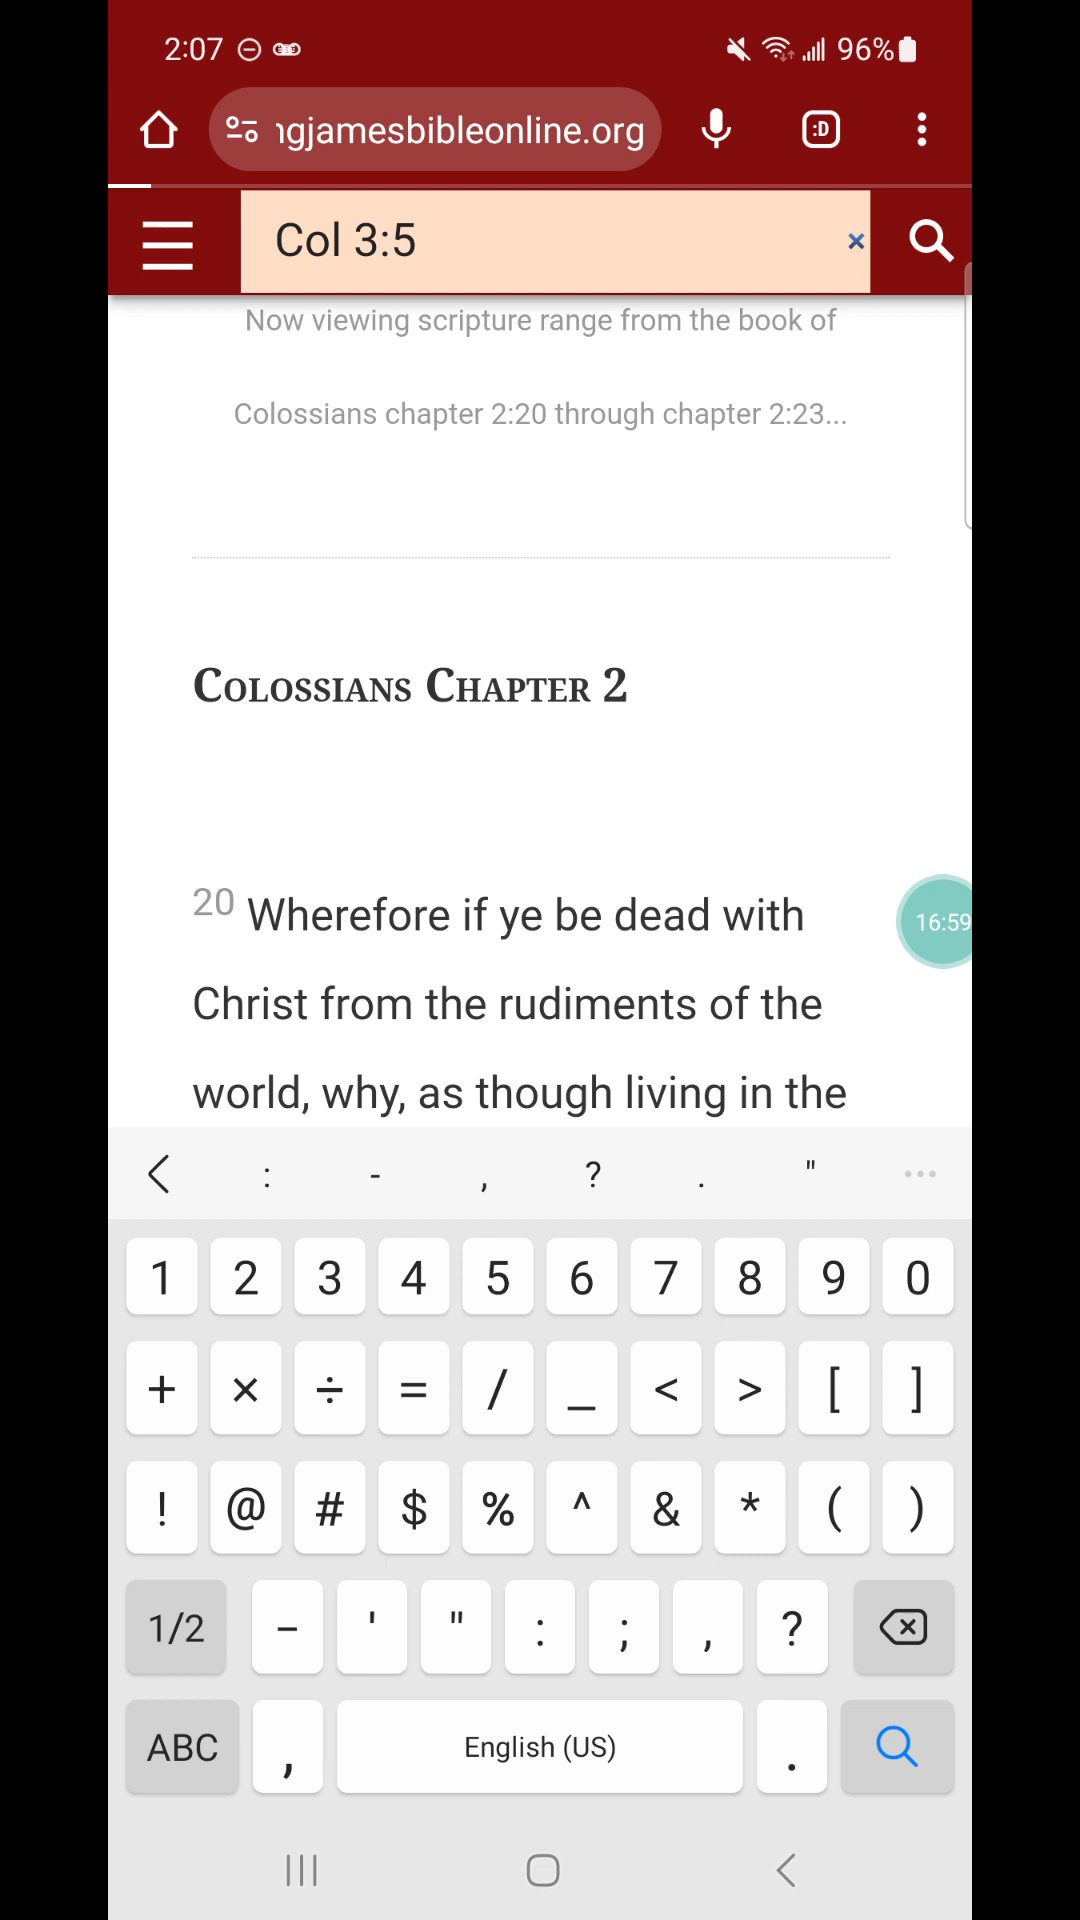 2:07
96%
ngjamesbibleonline.org
:D
Col 3:5
×
Now viewing scripture range from the book of
Colossians chapter 2:20 through chapter 2:23...
Colossians Chapter 2
20 Wherefore if ye be dead with
Christ from the rudiments of the
world, why, as though living in the
16:59
: - , ? . " ...
1 2 3 4 5 6 7 8 9 0
+ × ÷ = / _ < > [ ]
! @ # $ % ^ & * ( )
1/2 - ' " : ; , ?
ABC , English (US) .